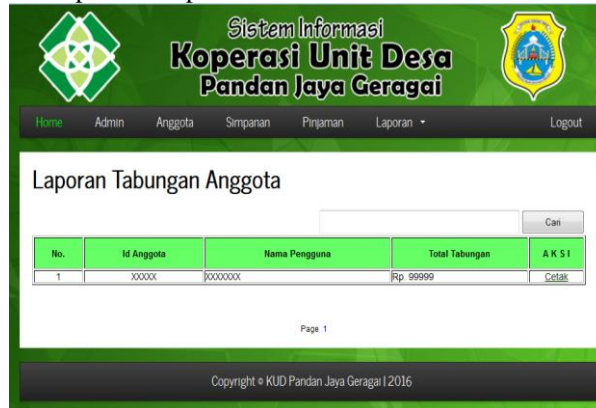 Sistem Informasi
Koperasi Unit Desa
Pandan Jaya Geragai
Home Admin Anggota Simpanan Pinjaman Laporan Logout
Laporan Tabungan Anggota
Cari
No. Id Anggota Nama Pengguna Total Tabungan A K S I
1 XXXXX XXXXXXX Rp. 99999 Cetak
Page 1
Copyright © KUD Pandan Jaya Geragai | 2016